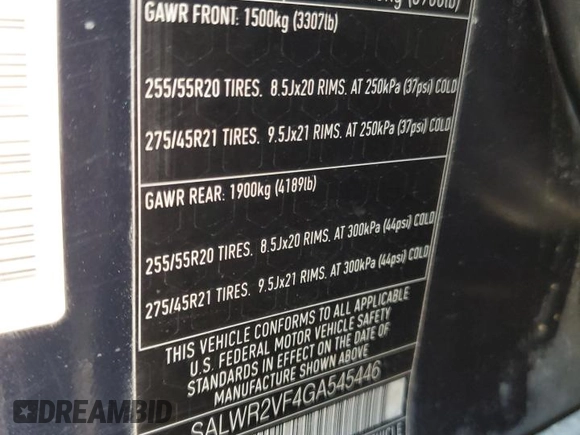 GAWR FRONT: 1500kg (3307lb)
255/55R20 TIRES. 8.5Jx20 RIMS. AT 250kPa (37psi) COLD
275/45R21 TIRES. 9.5Jx21 RIMS. AT 250kPa (37psi) COLD
GAWR REAR: 1900kg (4189lb)
255/55R20 TIRES. 8.5Jx20 RIMS. AT 300kPa (44psi) COLD
275/45R21 TIRES. 9.5Jx21 RIMS. AT 300kPa (44psi) COLD
THIS VEHICLE CONFORMS TO ALL APPLICABLE
U.S. FEDERAL MOTOR VEHICLE SAFETY
STANDARDS IN EFFECT ON THE DATE OF
MANUFACTURE SHOWN ABOVE.
SALWR2VF4GA545446
DREAMBID